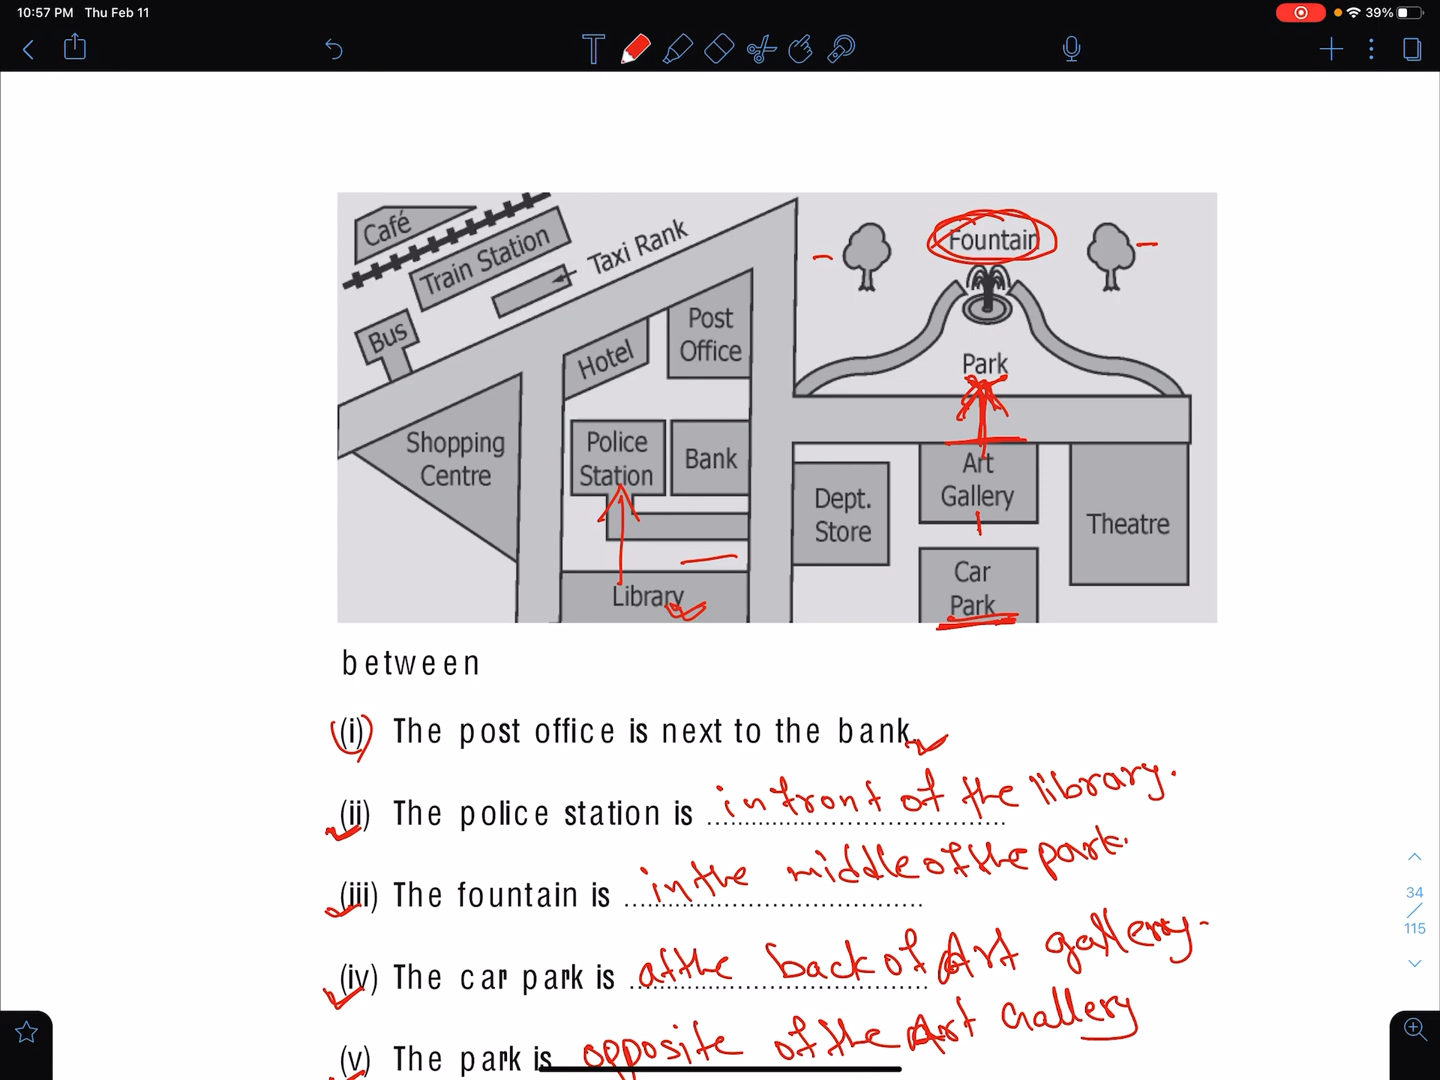 10:57 PM Thu Feb 11
39%
T
Café
Train Station
Taxi Rank
Bus
Hotel
Post
Office
Fountain
Park
Shopping
Centre
Police
Station
Bank
Library
Dept.
Store
Art
Gallery
Theatre
Car
Park
between
(i) The post office is next to the bank.
(ii) The police station is in front of the library.
(iii) The fountain is in the middle of the park.
(iv) The car park is at the back of Art gallery.
(v) The park is opposite of the Art Gallery
34
/
115